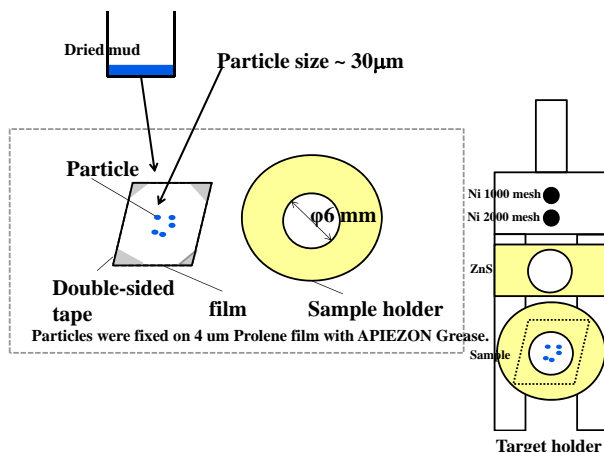 Dried mud
Particle size ~ 30μm
Particle
φ6 mm
Double-sided
tape
film
Sample holder
Particles were fixed on 4 um Prolene film with APIEZON Grease.
Ni 1000 mesh
Ni 2000 mesh
ZnS
Sample
Target holder